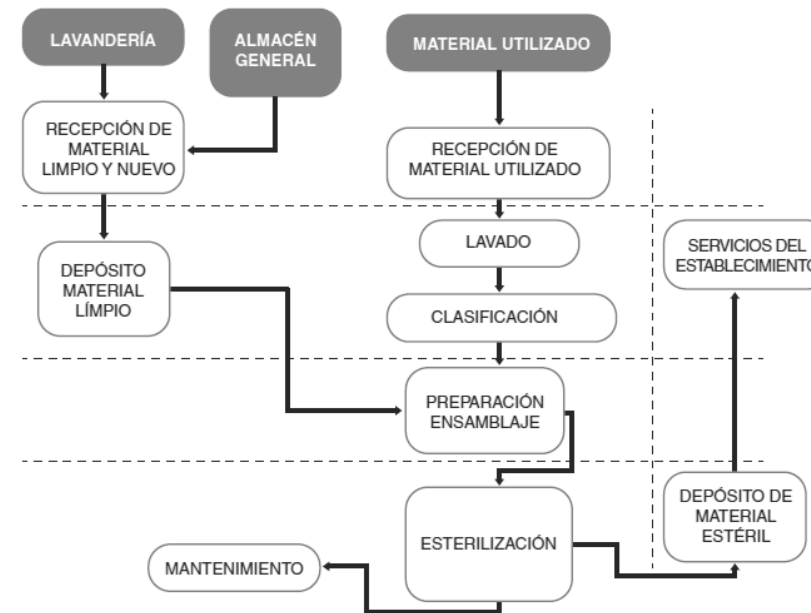 LAVANDERÍA
ALMACÉN
GENERAL
MATERIAL UTILIZADO
RECEPCIÓN DE
MATERIAL
LIMPIO Y NUEVO
RECEPCIÓN DE
MATERIAL UTILIZADO
LAVADO
SERVICIOS DEL
ESTABLECIMIENTO
DEPÓSITO
MATERIAL
LÍMPIO
CLASIFICACIÓN
PREPARACIÓN
ENSAMBLAJE
ESTERILIZACIÓN
DEPÓSITO DE
MATERIAL
ESTÉRIL
MANTENIMIENTO